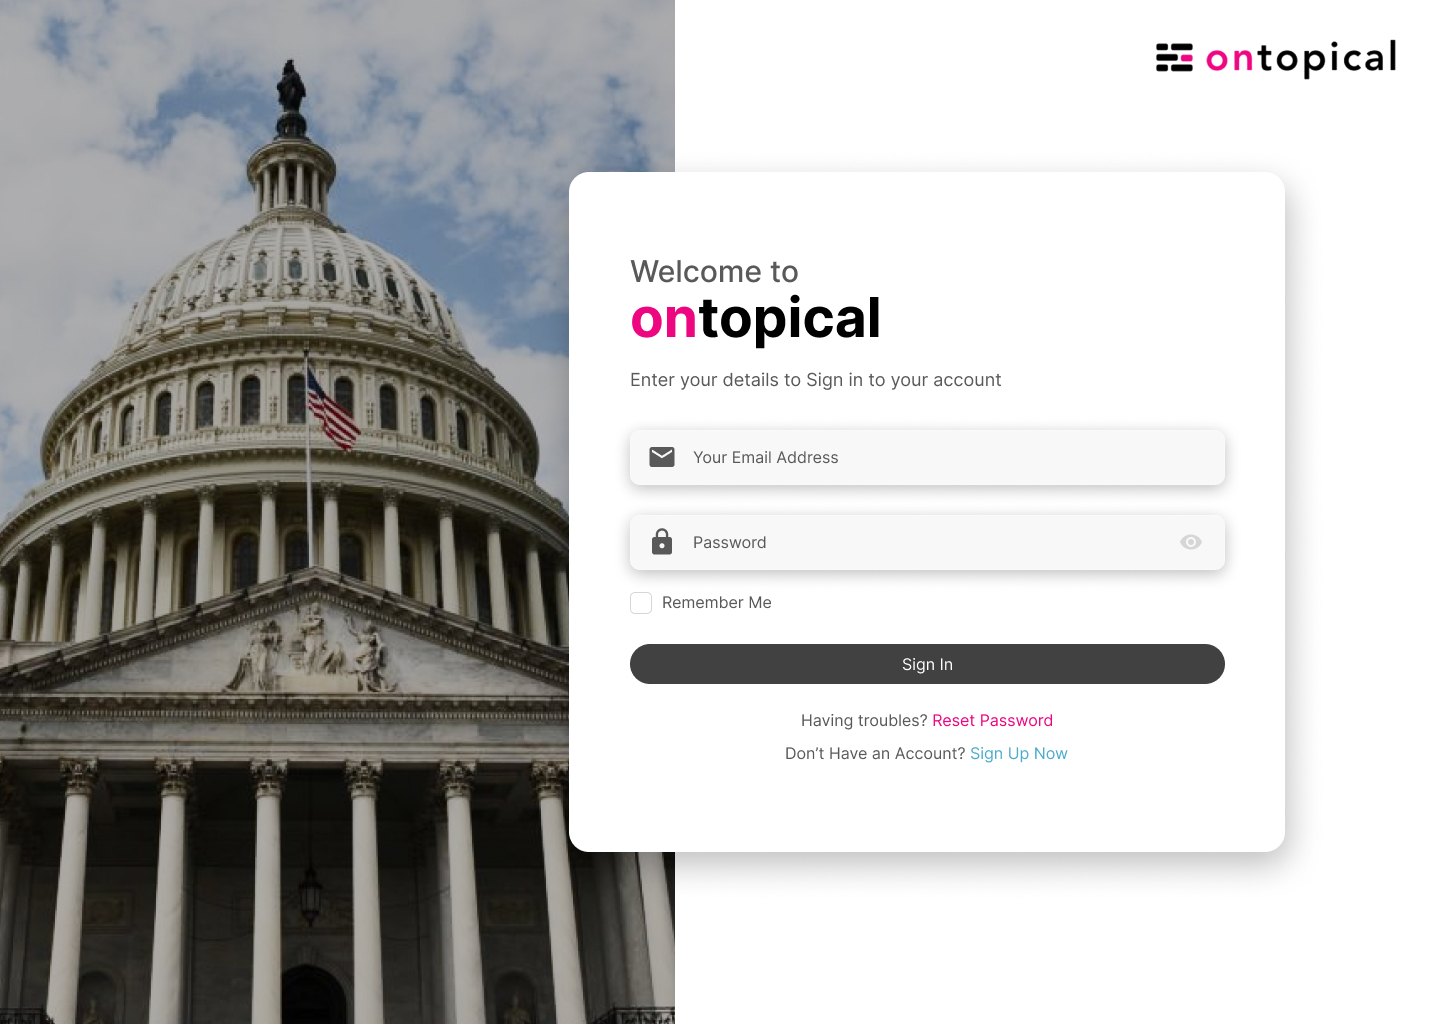 ontopical
Welcome to
ontopical
Enter your details to Sign in to your account
Your Email Address
Password
Remember Me
Sign In
Having troubles? Reset Password
Don’t Have an Account? Sign Up Now